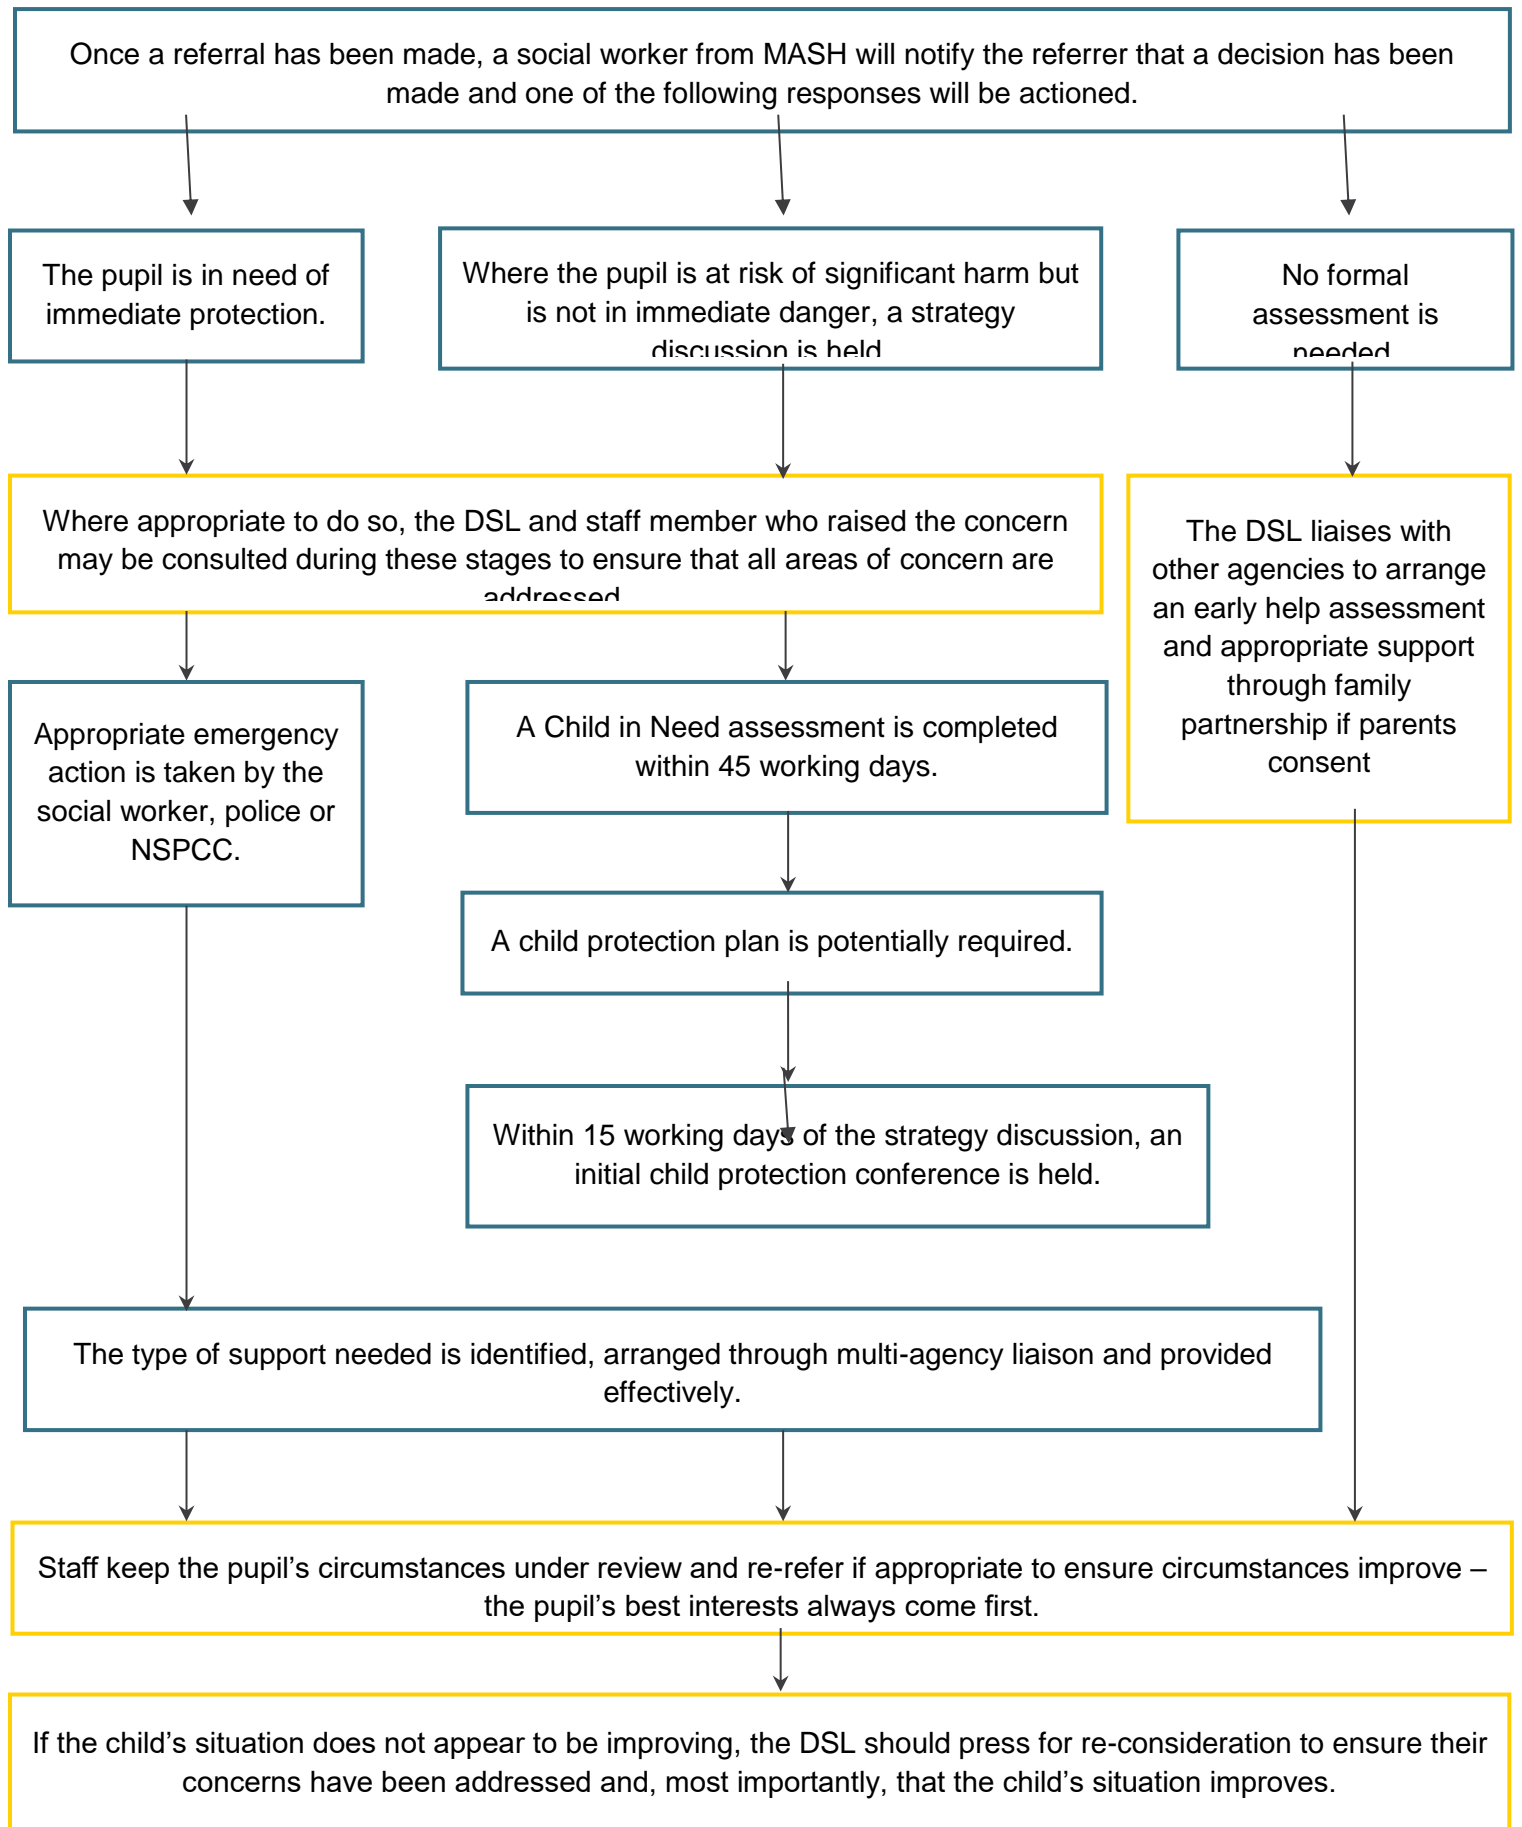 Once a referral has been made, a social worker from MASH will notify the referrer that a decision has been
made and one of the following responses will be actioned.
The pupil is in need of
immediate protection.
Where the pupil is at risk of significant harm but
is not in immediate danger, a strategy
discussion is held
No formal
assessment is
needed
Where appropriate to do so, the DSL and staff member who raised the concern
may be consulted during these stages to ensure that all areas of concern are
addressed
The DSL liaises with
other agencies to arrange
an early help assessment
and appropriate support
through family
partnership if parents
consent
Appropriate emergency
action is taken by the
social worker, police or
NSPCC.
A Child in Need assessment is completed
within 45 working days.
A child protection plan is potentially required.
Within 15 working days of the strategy discussion, an
initial child protection conference is held.
The type of support needed is identified, arranged through multi-agency liaison and provided
effectively.
Staff keep the pupil’s circumstances under review and re-refer if appropriate to ensure circumstances improve –
the pupil’s best interests always come first.
If the child’s situation does not appear to be improving, the DSL should press for re-consideration to ensure their
concerns have been addressed and, most importantly, that the child’s situation improves.